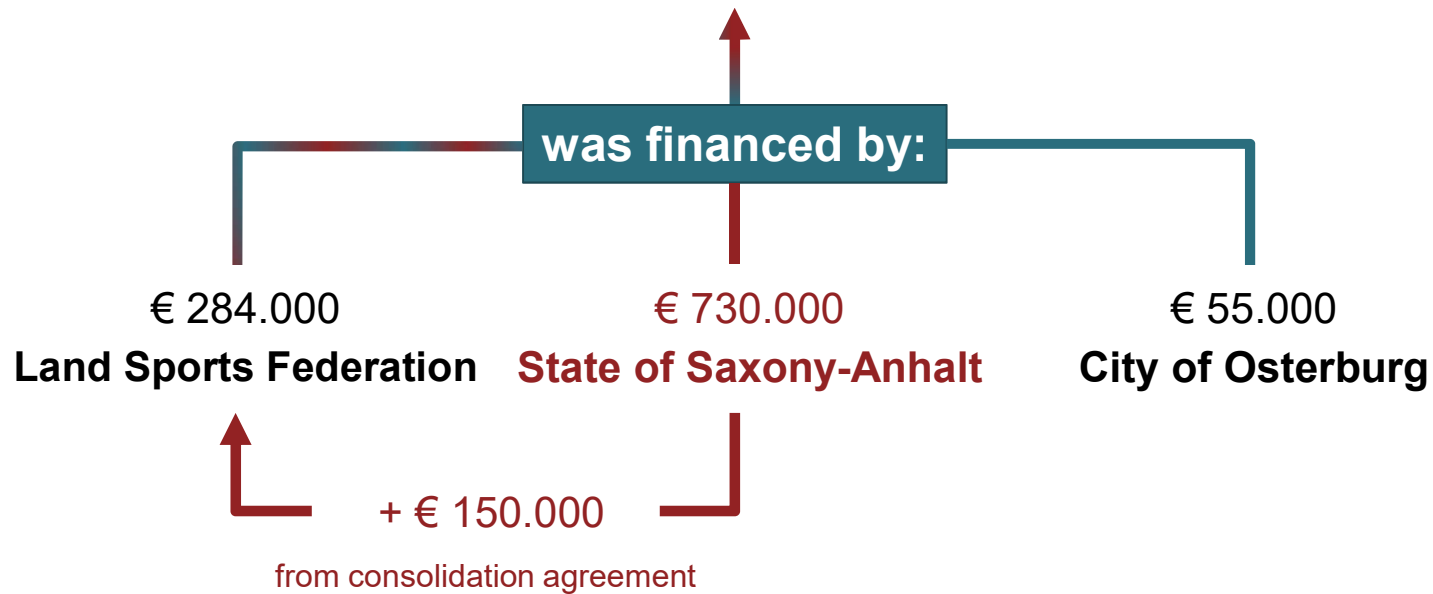 was financed by:
€ 284.000
Land Sports Federation
€ 730.000
State of Saxony-Anhalt
€ 55.000
City of Osterburg
+ € 150.000
from consolidation agreement